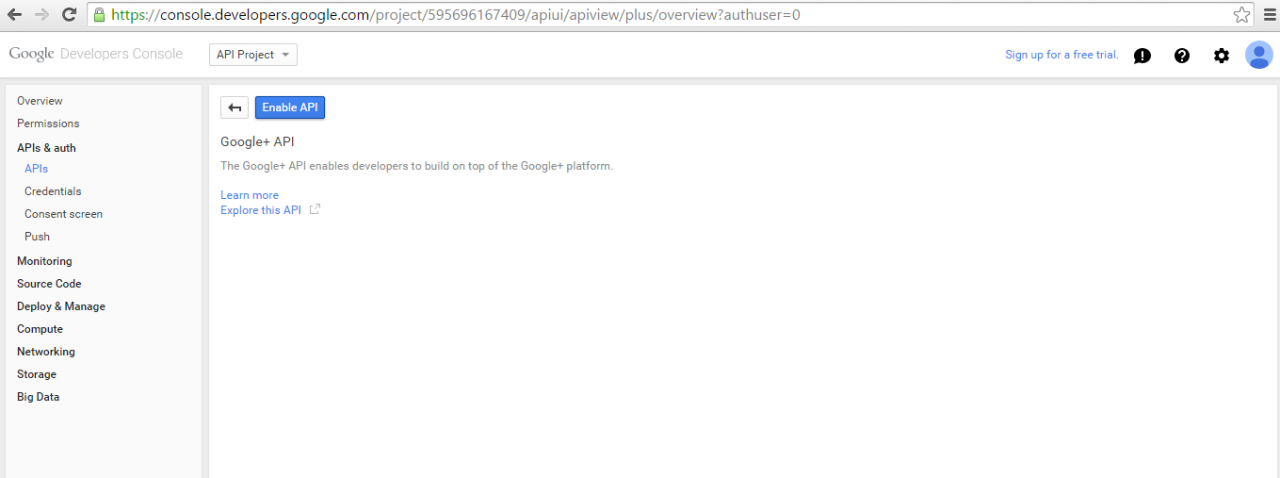 https://console.developers.google.com/project/595696167409/apiui/apiview/plus/overview?authuser=0
Google Developers Console
API Project
Sign up for a free trial.
Overview
Permissions
APIs & auth
APIs
Credentials
Consent screen
Push
Monitoring
Source Code
Deploy & Manage
Compute
Networking
Storage
Big Data
Enable API
Google+ API
The Google+ API enables developers to build on top of the Google+ platform.
Learn more
Explore this API